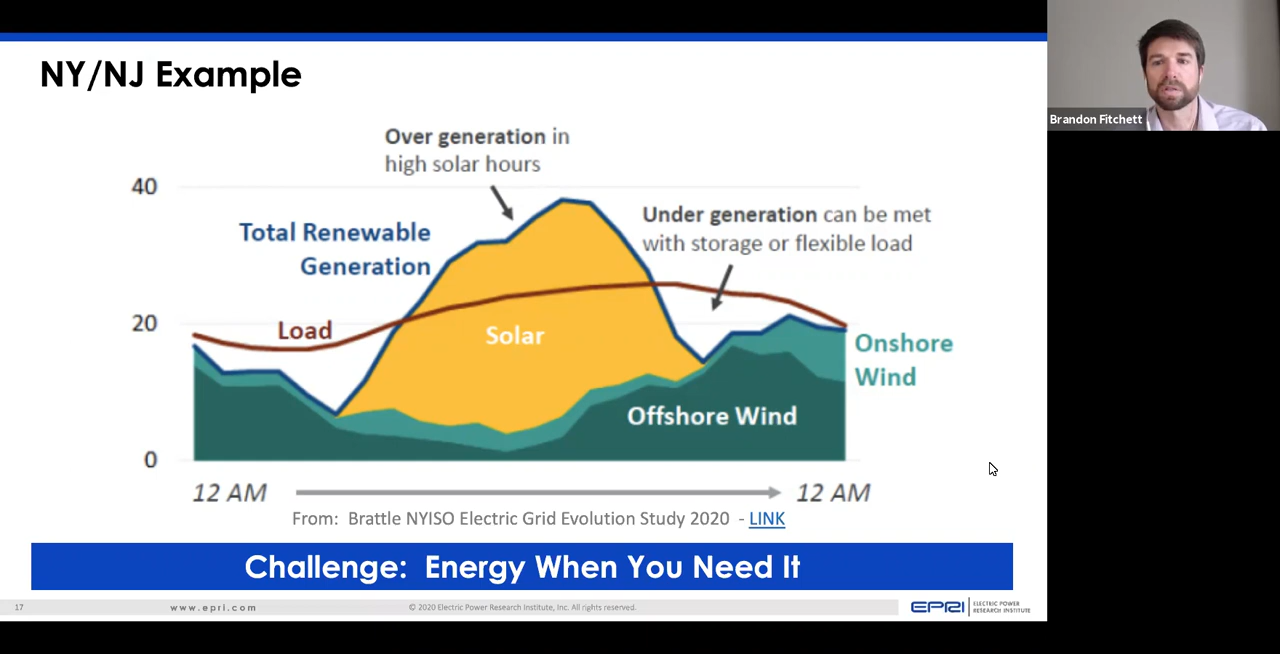 NY/NJ Example
Brandon Fitchett
Over generation in
high solar hours
40
Under generation can be met
with storage or flexible load
Total Renewable
Generation
20
Load
Solar
Onshore
Wind
Offshore Wind
0
12 AM
12 AM
From: Brattle NYISO Electric Grid Evolution Study 2020 - LINK
Challenge: Energy When You Need It
17
www.epri.com
© 2020 Electric Power Research Institute, Inc. All rights reserved.
EPRI
ELECTRIC POWER
RESEARCH INSTITUTE